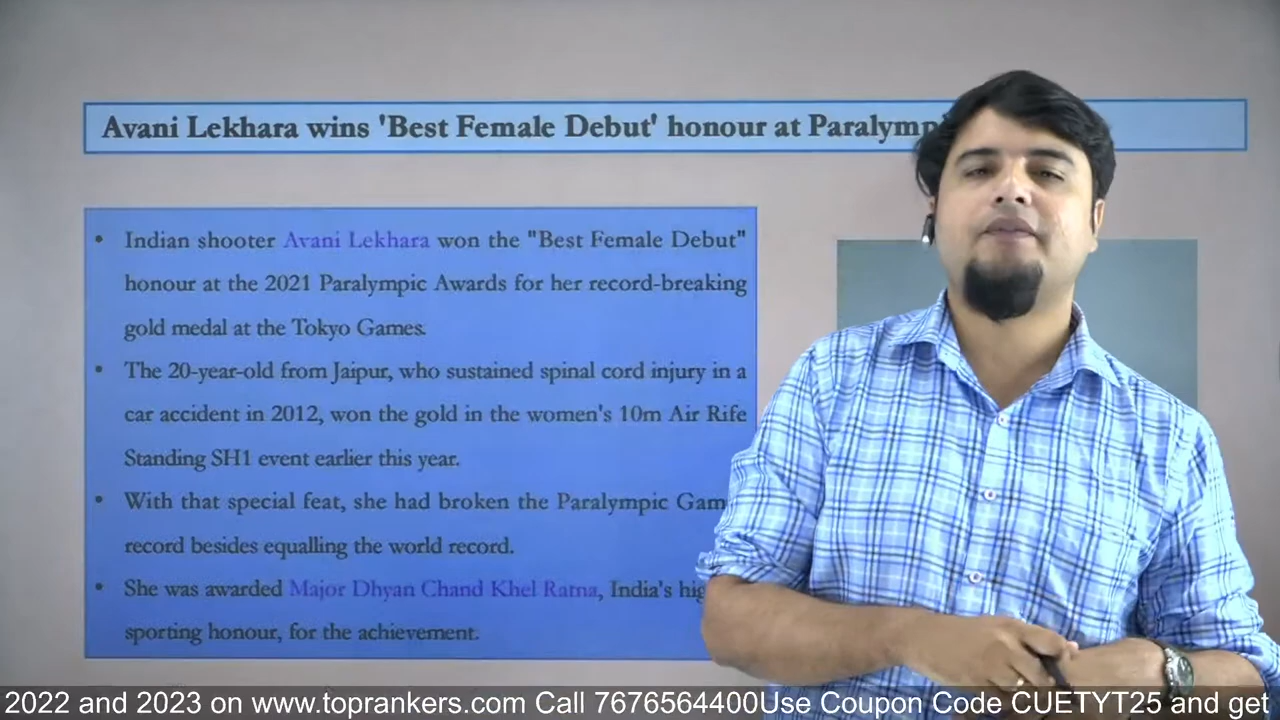 Avani Lekhara wins 'Best Female Debut' honour at
• Indian shooter Avani Lekhara won the "Best Female Debut"
honour at the 2021 Paralympic Awards for her record-breaking
gold medal at the Tokyo Games.
• The 20-year-old from Jaipur, who sustained spinal cord injury in a
car accident in 2012, won the gold in the women's 10m Air Rife
Standing SH1 event earlier this year.
• With that special feat, she had broken the Paralympic
record besides equalling the world record.
• She was awarded Major Dhyan Chand Khel Ratna, India's
sporting honour, for the achievement.
2022 and 2023 on www.toprankers.com Call 7676564400Use Coupon Code CUETYT25 and get